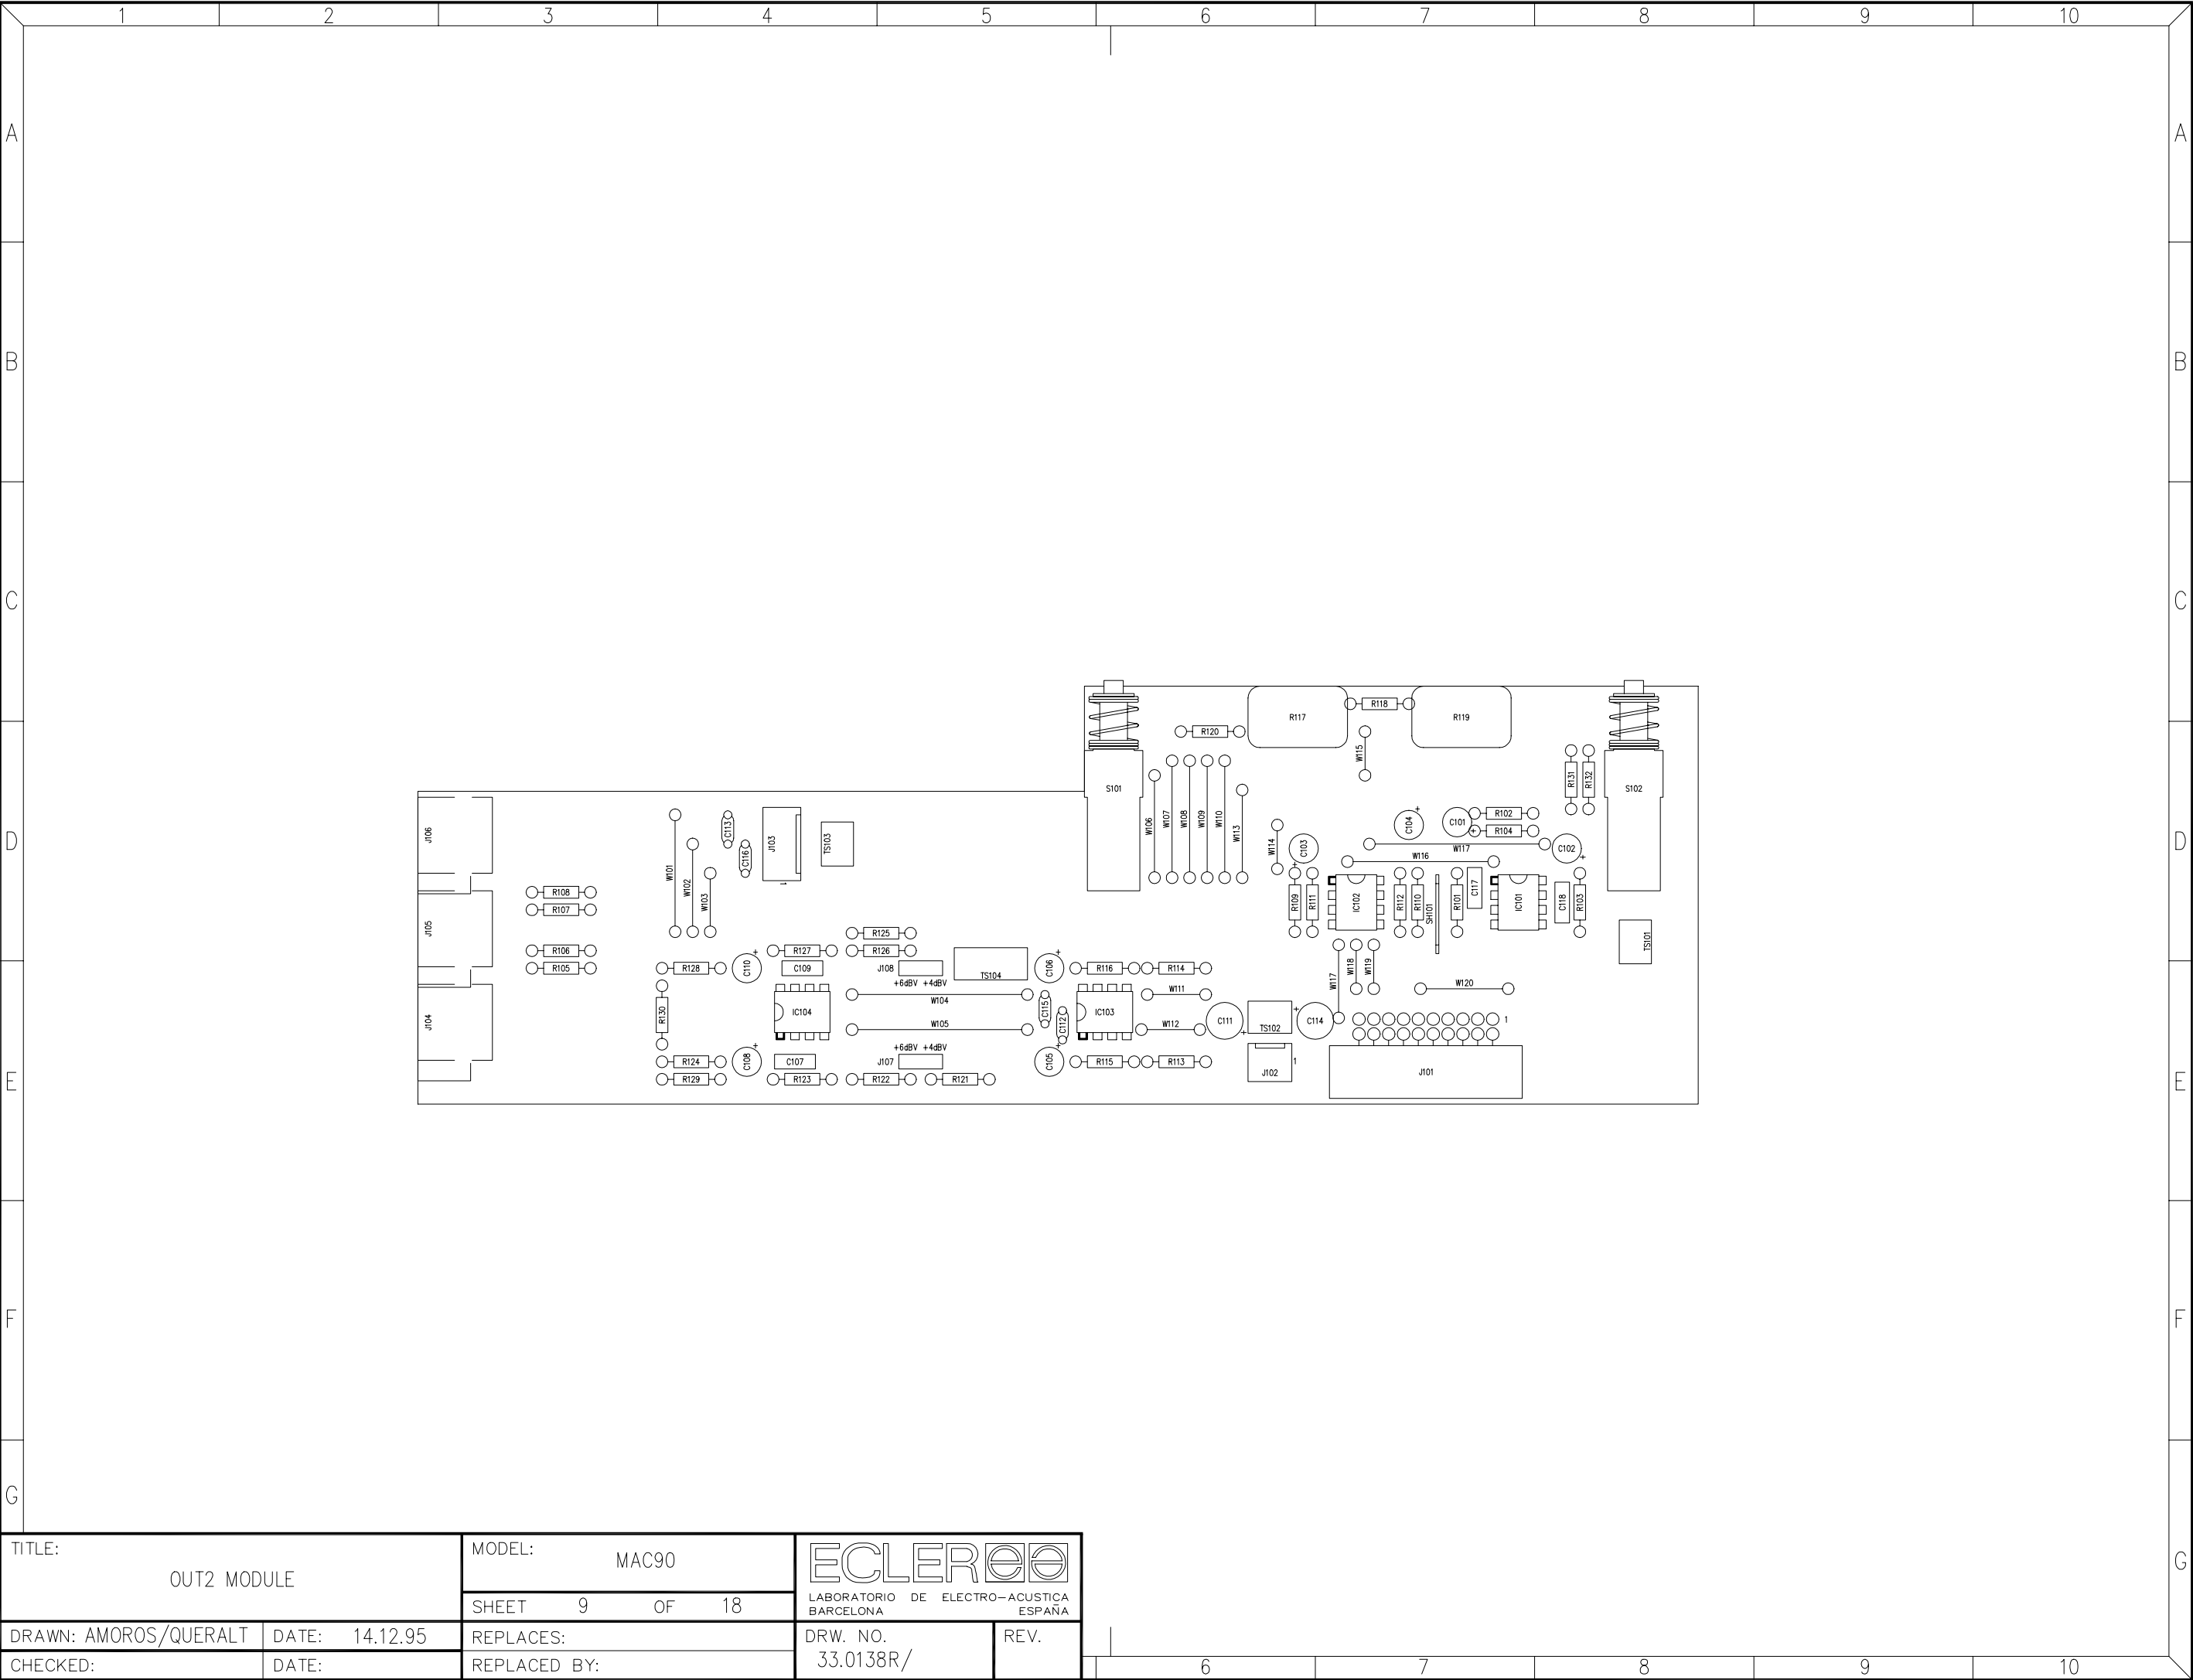 1 2 3 4 5 6 7 8 9 10
A A
B B
C C
D D
E E
F F
G G
R117 R118 R119
R120
W115
S101 S102
R131 R132
W106 W107 W108 W109 W110 W113
W114
C103 C104 C101
R102
R104
W117
C102
W116
J106
W101 W102 W103
C113 C116
J103
1
TS103
R109 R111
IC102
R112 R110 SH101 R101 C117
IC101
C118 R103
R108
R107
J105
TS101
R125
R106 R127 R126
R105 R128 C110 C109 J108 TS104 C106 R116 R114
+6dBV +4dBV
W117 W118 W119
W120
W104 W111
R130 IC104 C115 C112 IC103
J104
W105 W112
C111 TS102 C114
1
+6dBV +4dBV
R124 C108 C107 J107 C105 R115 R113 1
R129 R123 R122 R121 J102 J101
TITLE:
OUT2 MODULE
MODEL: MAC90
SHEET 9 OF 18
ECLER
LABORATORIO DE ELECTRO-ACUSTICA
BARCELONA ESPAÑA
DRAWN: AMOROS/QUERALT DATE: 14.12.95
REPLACES:
DRW. NO.
33.0138R/
REV.
CHECKED: DATE:
REPLACED BY:
6 7 8 9 10